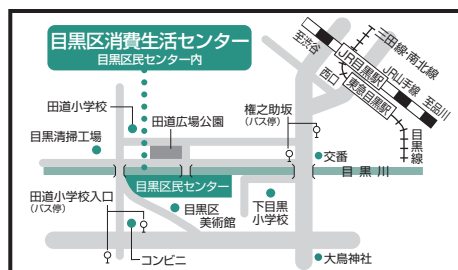 目黒区消費生活センター
目黒区民センター内
至渋谷
三田線・南北線
JR目黒駅
JR山手線
至品川
西口
東急目黒駅
目黒線
田道小学校
田道広場公園
権之助坂
(バス停)
目黒清掃工場
交番
目黒川
田道小学校入口
(バス停)
目黒区民センター
目黒区
美術館
下目黒
小学校
コンビニ
大鳥神社